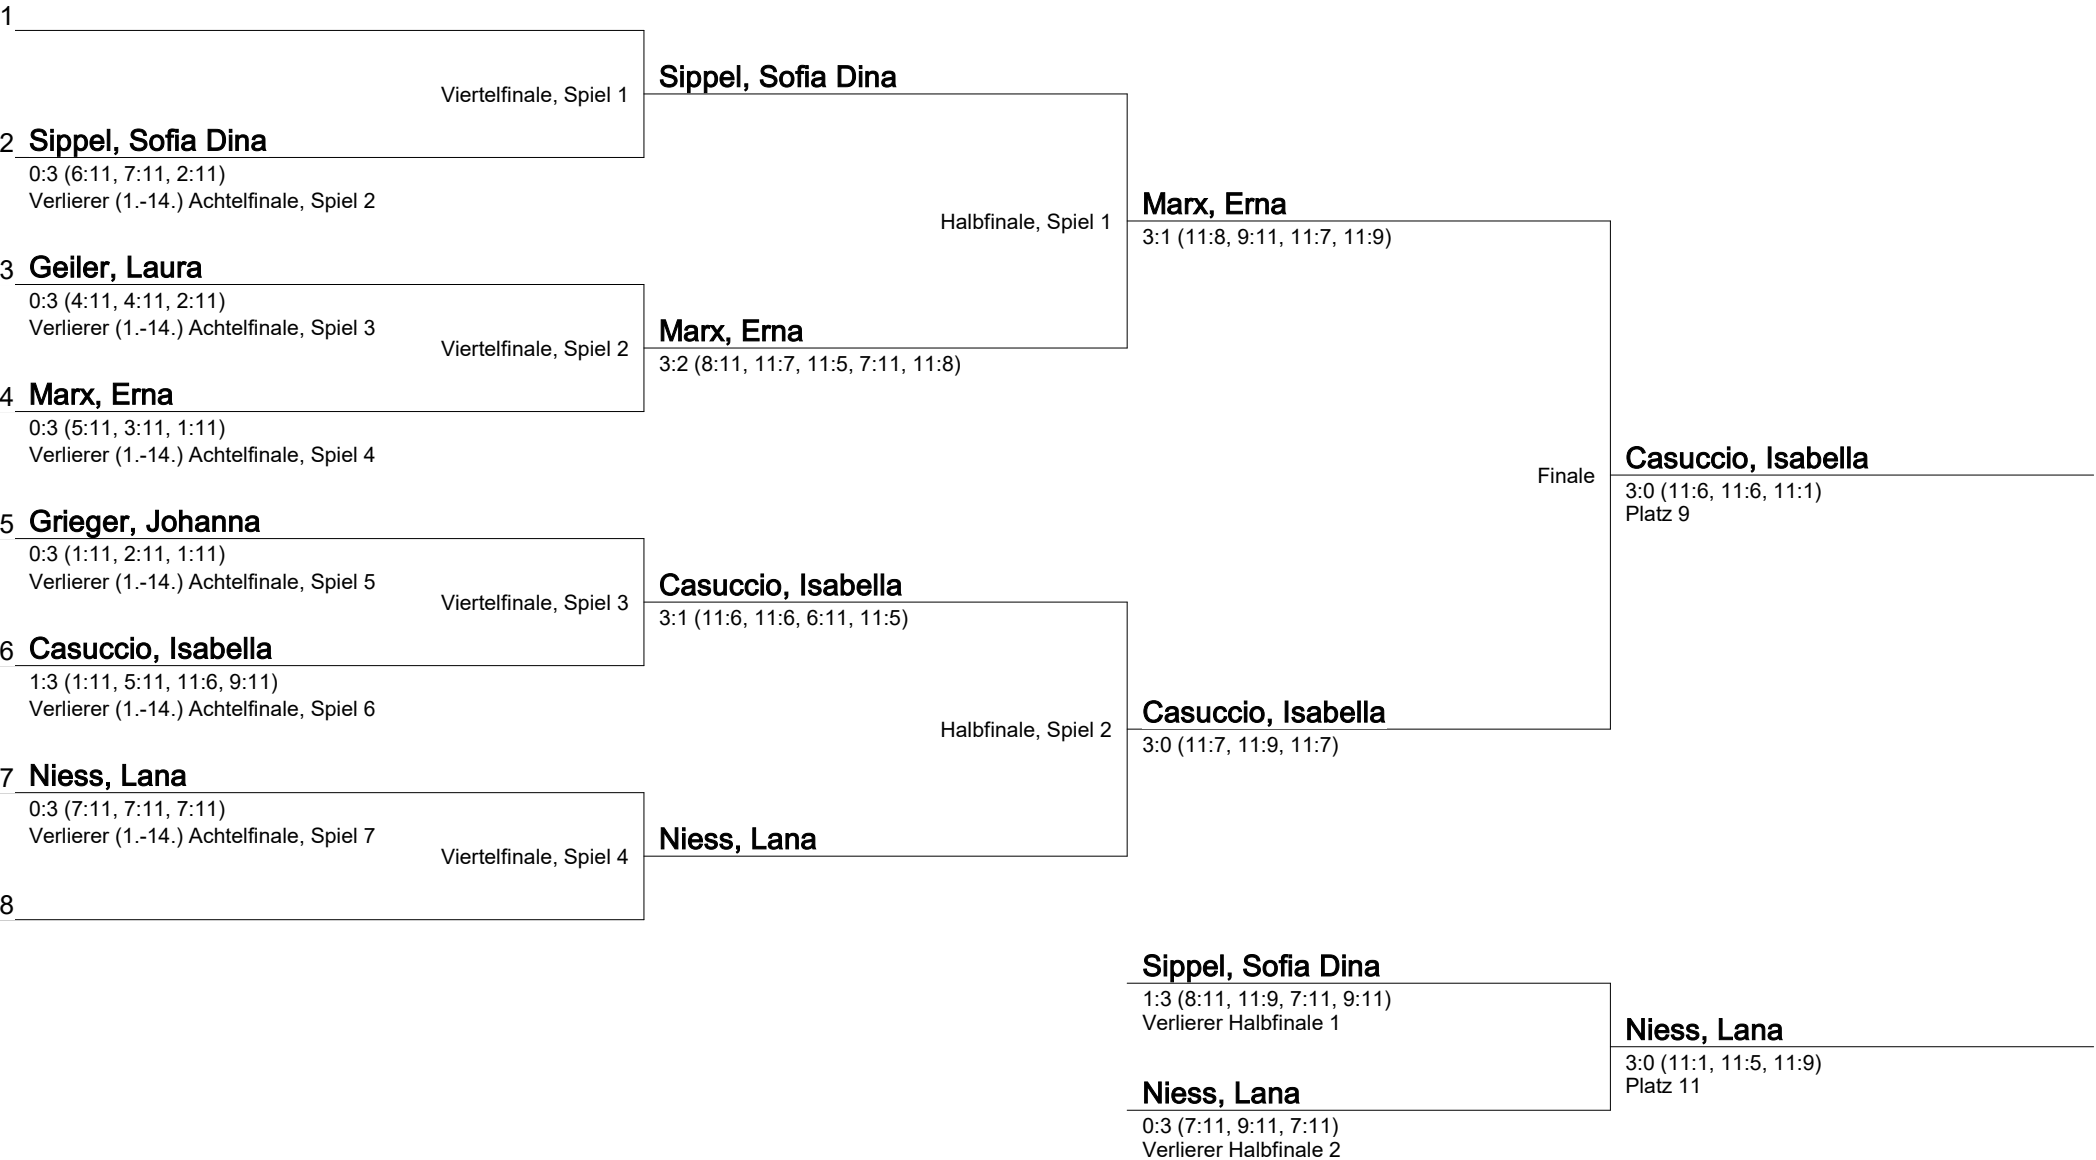 1
Viertelfinale, Spiel 1
Sippel, Sofia Dina
2 Sippel, Sofia Dina
0:3 (6:11, 7:11, 2:11)
Verlierer (1.-14.) Achtelfinale, Spiel 2
Halbfinale, Spiel 1
Marx, Erna
3:1 (11:8, 9:11, 11:7, 11:9)
3 Geiler, Laura
0:3 (4:11, 4:11, 2:11)
Verlierer (1.-14.) Achtelfinale, Spiel 3
Viertelfinale, Spiel 2
Marx, Erna
3:2 (8:11, 11:7, 11:5, 7:11, 11:8)
4 Marx, Erna
0:3 (5:11, 3:11, 1:11)
Verlierer (1.-14.) Achtelfinale, Spiel 4
Finale
Casuccio, Isabella
3:0 (11:6, 11:6, 11:1)
Platz 9
5 Grieger, Johanna
0:3 (1:11, 2:11, 1:11)
Verlierer (1.-14.) Achtelfinale, Spiel 5
Viertelfinale, Spiel 3
Casuccio, Isabella
3:1 (11:6, 11:6, 6:11, 11:5)
6 Casuccio, Isabella
1:3 (1:11, 5:11, 11:6, 9:11)
Verlierer (1.-14.) Achtelfinale, Spiel 6
Halbfinale, Spiel 2
Casuccio, Isabella
3:0 (11:7, 11:9, 11:7)
7 Niess, Lana
0:3 (7:11, 7:11, 7:11)
Verlierer (1.-14.) Achtelfinale, Spiel 7
Viertelfinale, Spiel 4
Niess, Lana
8
Sippel, Sofia Dina
1:3 (8:11, 11:9, 7:11, 9:11)
Verlierer Halbfinale 1
Niess, Lana
3:0 (11:1, 11:5, 11:9)
Platz 11
Niess, Lana
0:3 (7:11, 9:11, 7:11)
Verlierer Halbfinale 2